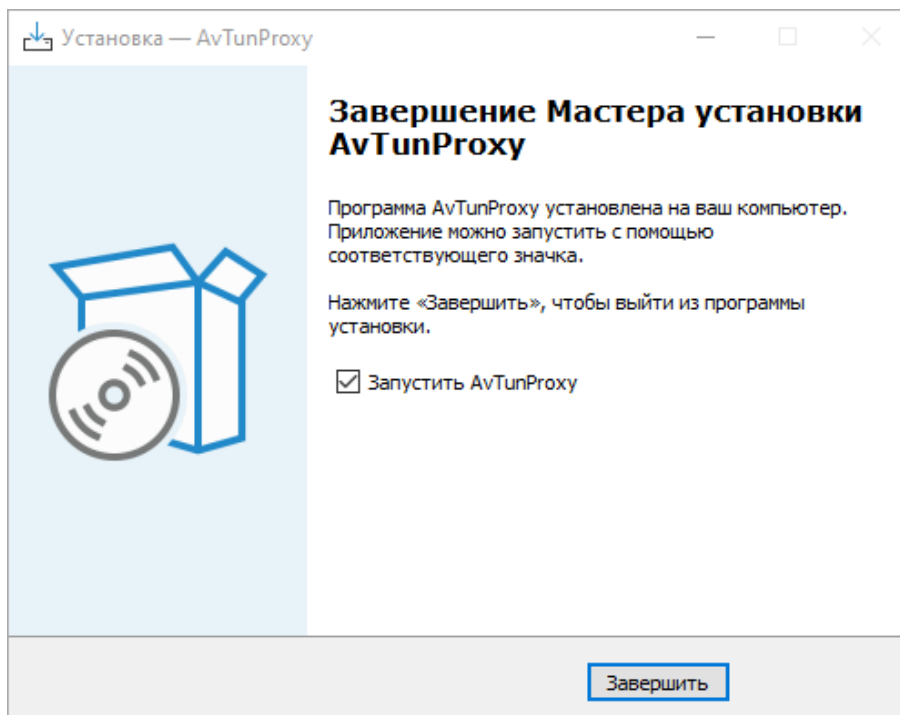 Установка — AvTunProxy
Завершение Мастера установки
AvTunProxy
Программа AvTunProxy установлена на ваш компьютер.
Приложение можно запустить с помощью
соответствующего значка.
Нажмите «Завершить», чтобы выйти из программы
установки.
Запустить AvTunProxy
Завершить